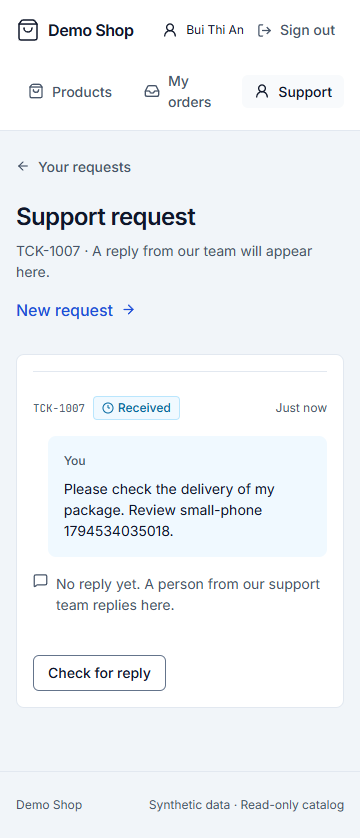 Demo Shop
Bui Thi An
Sign out
Products
My
orders
Support
Your requests
Support request
TCK-1007 · A reply from our team will appear
here.
New request
TCK-1007
Received
Just now
You
Please check the delivery of my
package. Review small-phone
1794534035018.
No reply yet. A person from our support
team replies here.
Check for reply
Demo Shop
Synthetic data · Read-only catalog